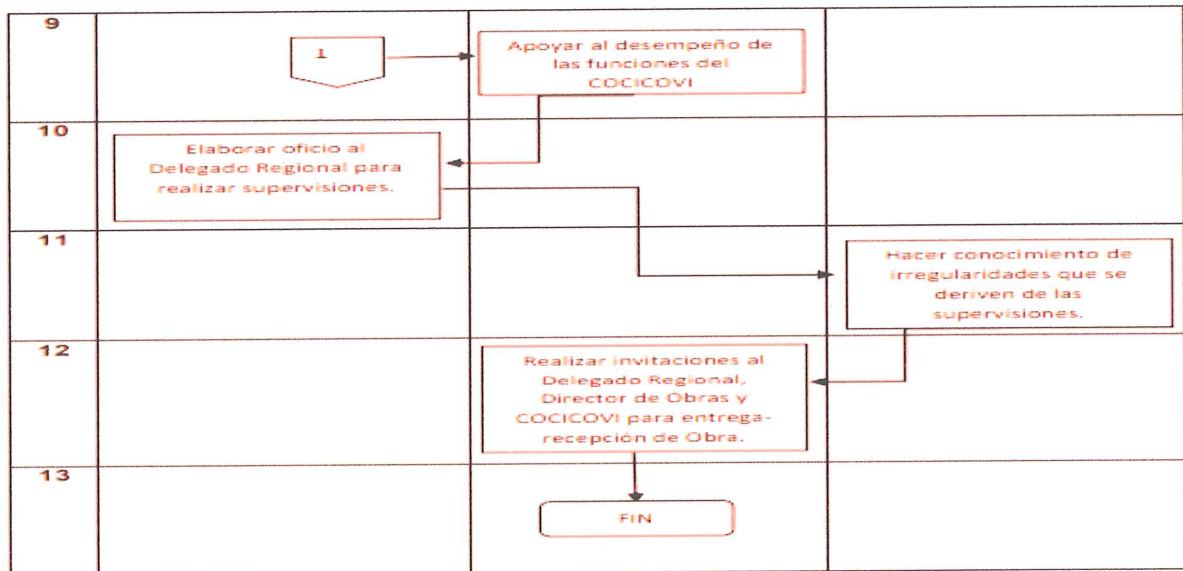 9
1
Apoyar al desempeño de
las funciones del
COCICOVI
10
Elaborar oficio al
Delegado Regional para
realizar supervisiones.
11
Hacer conocimiento de
irregularidades que se
deriven de las
supervisiones.
12
Realizar invitaciones al
Delegado Regional,
Director de Obras y
COCICOVI para entrega-
recepción de Obra.
13
FIN